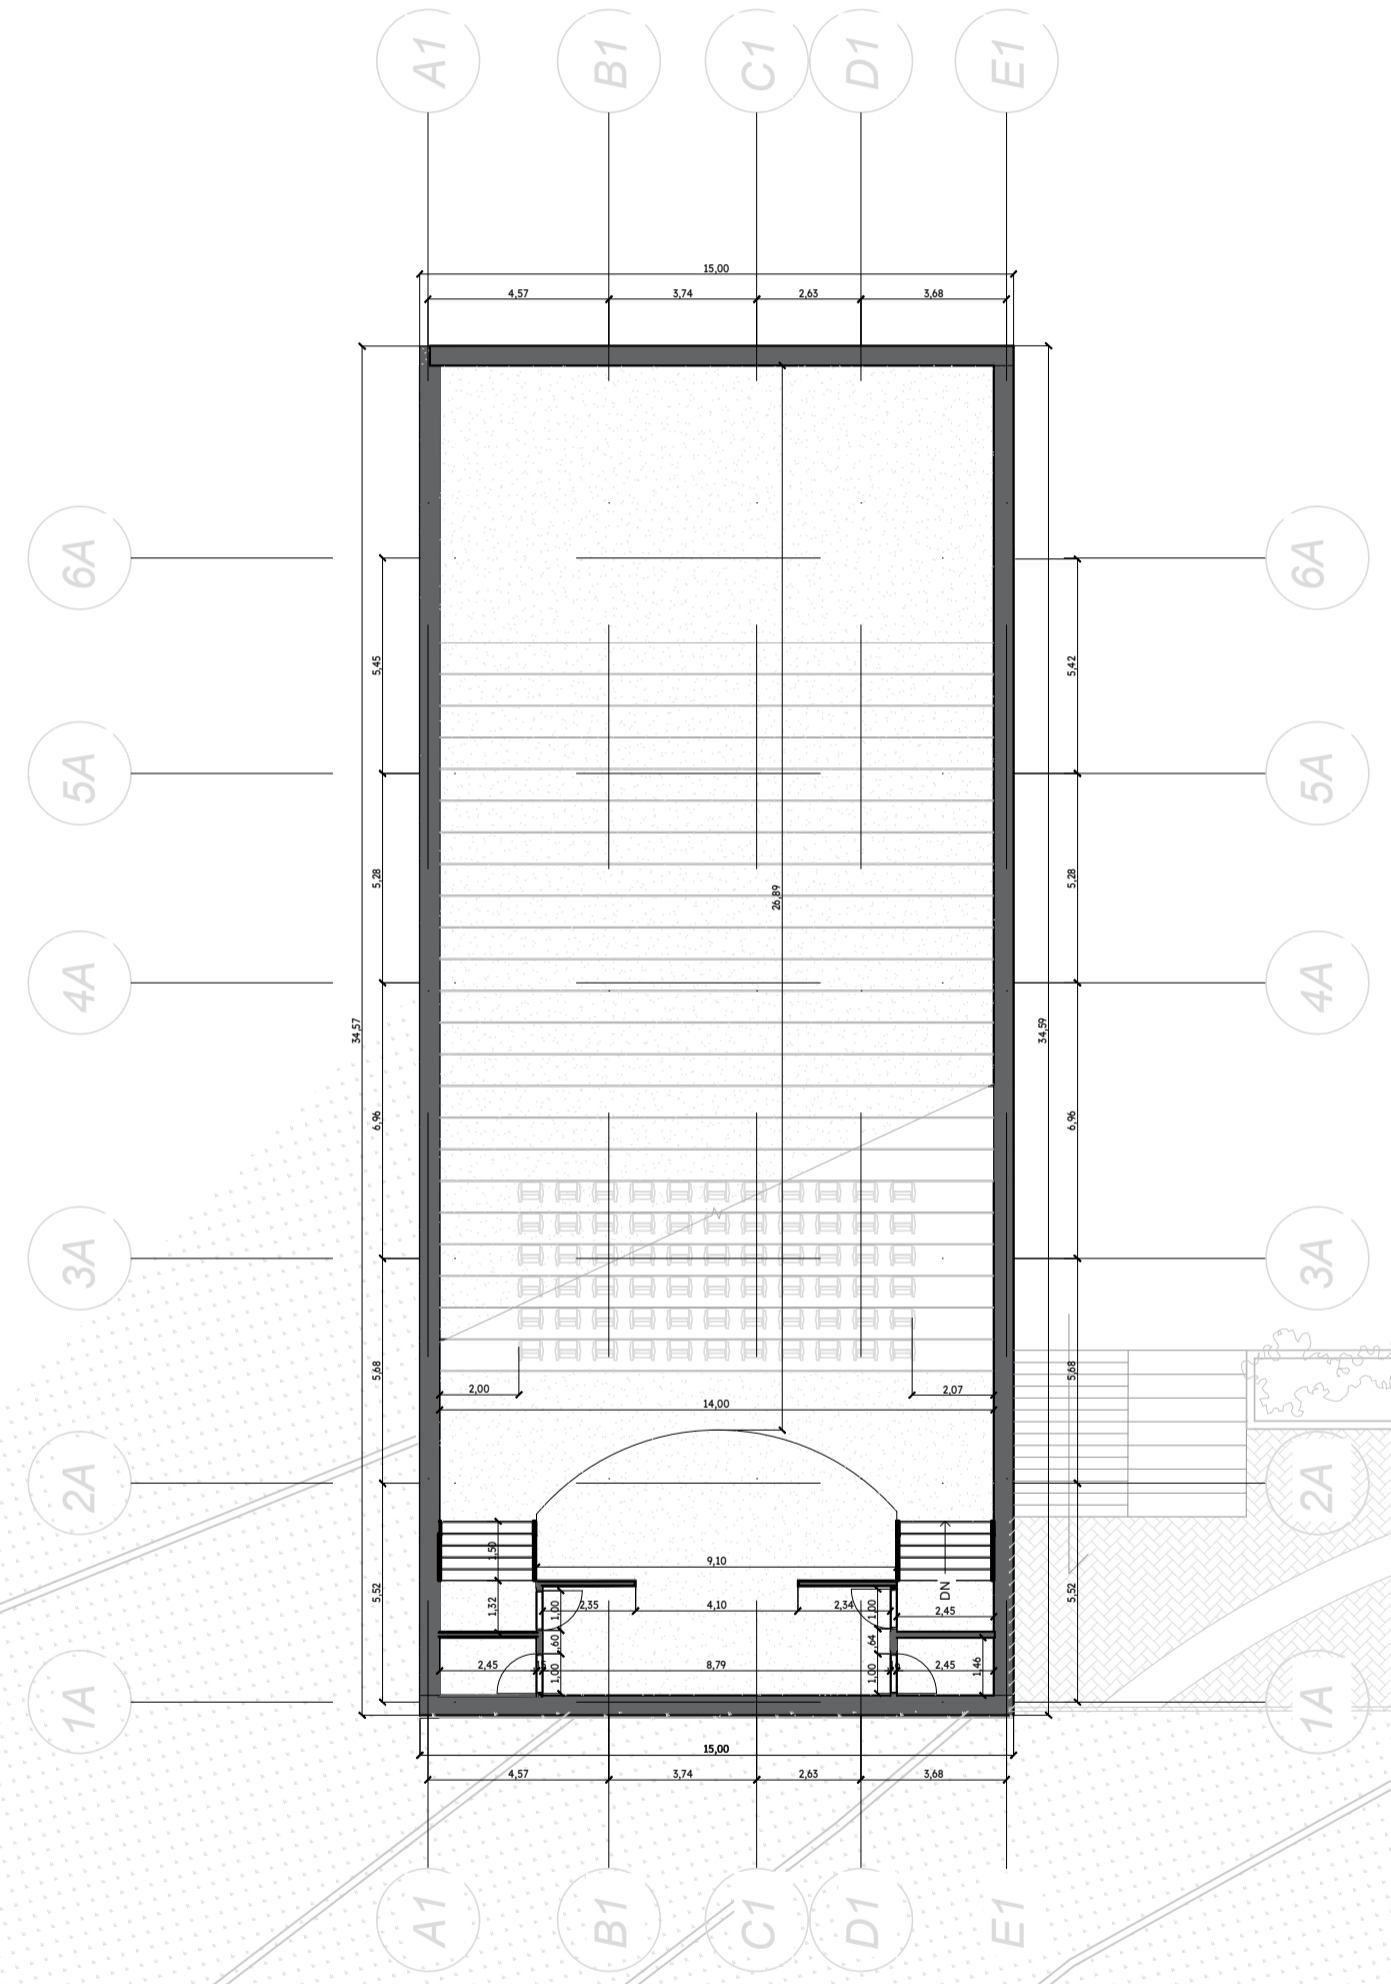 A1 B1 C1 D1 E1
15,00
4,57 3,74 2,63 3,68
6A 6A
5,45 5,42
5A 5A
5,28 5,28
26,89
4A 4A
34,57 34,59
6,96 6,96
3A 3A
5,68 5,68
2,00 2,07
14,00
2A 2A
1,50
9,10
5,52 DN 5,52
1,32 1,00 2,35 4,10 2,34 1,00 2,45
,60 ,64
2,45 1,00 8,79 1,00 2,45 1,46
1A 1A
15,00
4,57 3,74 2,63 3,68
A1 B1 C1 D1 E1